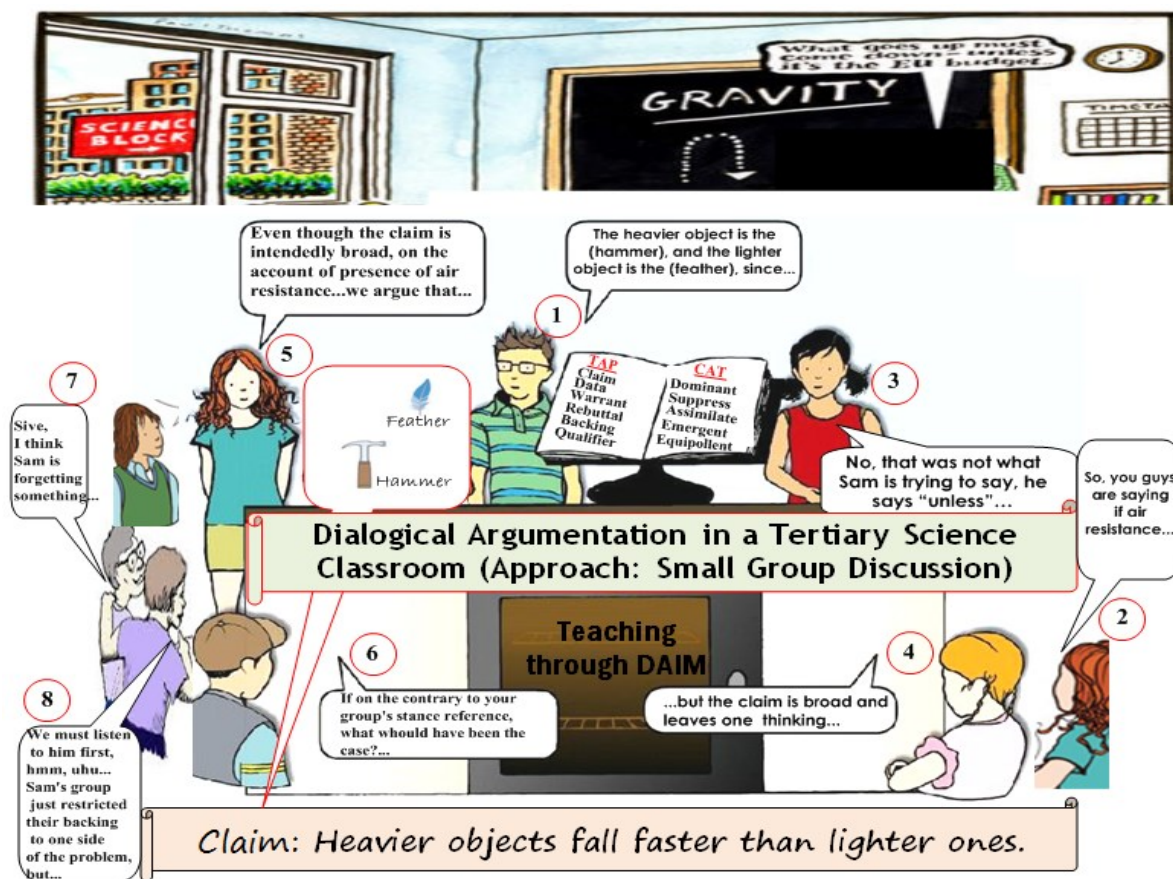 SCIENC
BLOCK
GRAVITY
What goes up must
come down-unless
it's the EU budget..
TIMETA
Even though the claim is
intendedly broad, on the
account of presence of air
resistance...we argue that...
The heavier object is the
(hammer), and the lighter
object is the (feather), since...
1
5
7
3
Sive,
I think
Sam is
forgetting
something...
Feather
Hammer
TAP
Claim
Data
Warrant
Rebuttal
Backing
Qualifier
CAT
Dominant
Suppress
Assimilate
Emergent
Equipollent
No, that was not what
Sam is trying to say, he
says "unless"...
So, you guys
are saying
if air
resistance...
Dialogical Argumentation in a Tertiary Science
Classroom (Approach: Small Group Discussion)
2
Teaching
through DAIM
6
4
If on the contrary to your
group's stance reference,
what whould have been the
case?...
...but the claim is broad and
leaves one thinking...
8
We must listen
to him first,
hmm, uhu...
Sam's group
just restricted
their backing
to one side
of the problem,
but...
Claim: Heavier objects fall faster than lighter ones.